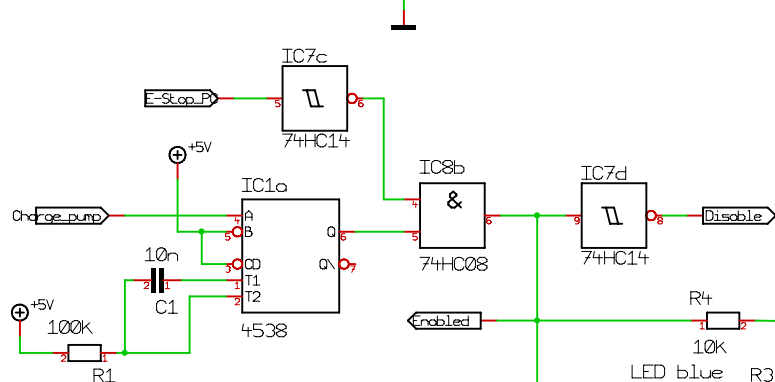 IC7c
E-Stop_PC
5
6
74HC14
+5V
IC8b
IC7d
IC1a
&
4
6
9
8
Disable
Charge_pump
4
A
5
B
Q
6
5
10n
3
CD
Q\
7
74HC08
74HC14
2
1
1
T1
+5V
C1
2
T2
100k
4538
Enabled
R4
1
2
2
1
10K
R1
LED blue
R3